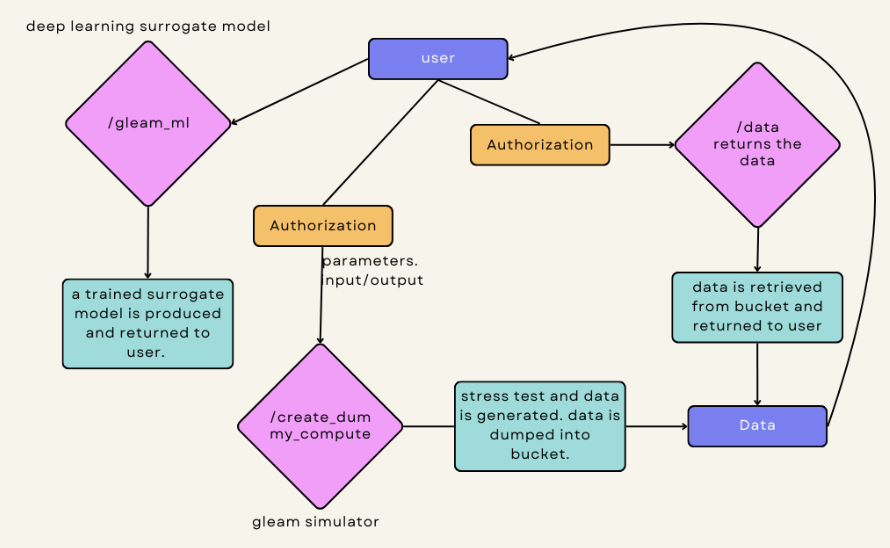 deep learning surrogate model
user
/gleam_ml
Authorization
/data
returns the
data
Authorization
parameters.
input/output
a trained surrogate
model is produced
and returned to
user.
data is retrieved
from bucket and
returned to user
/create_dum
my_compute
stress test and data
is generated. data is
dumped into
bucket.
Data
gleam simulator